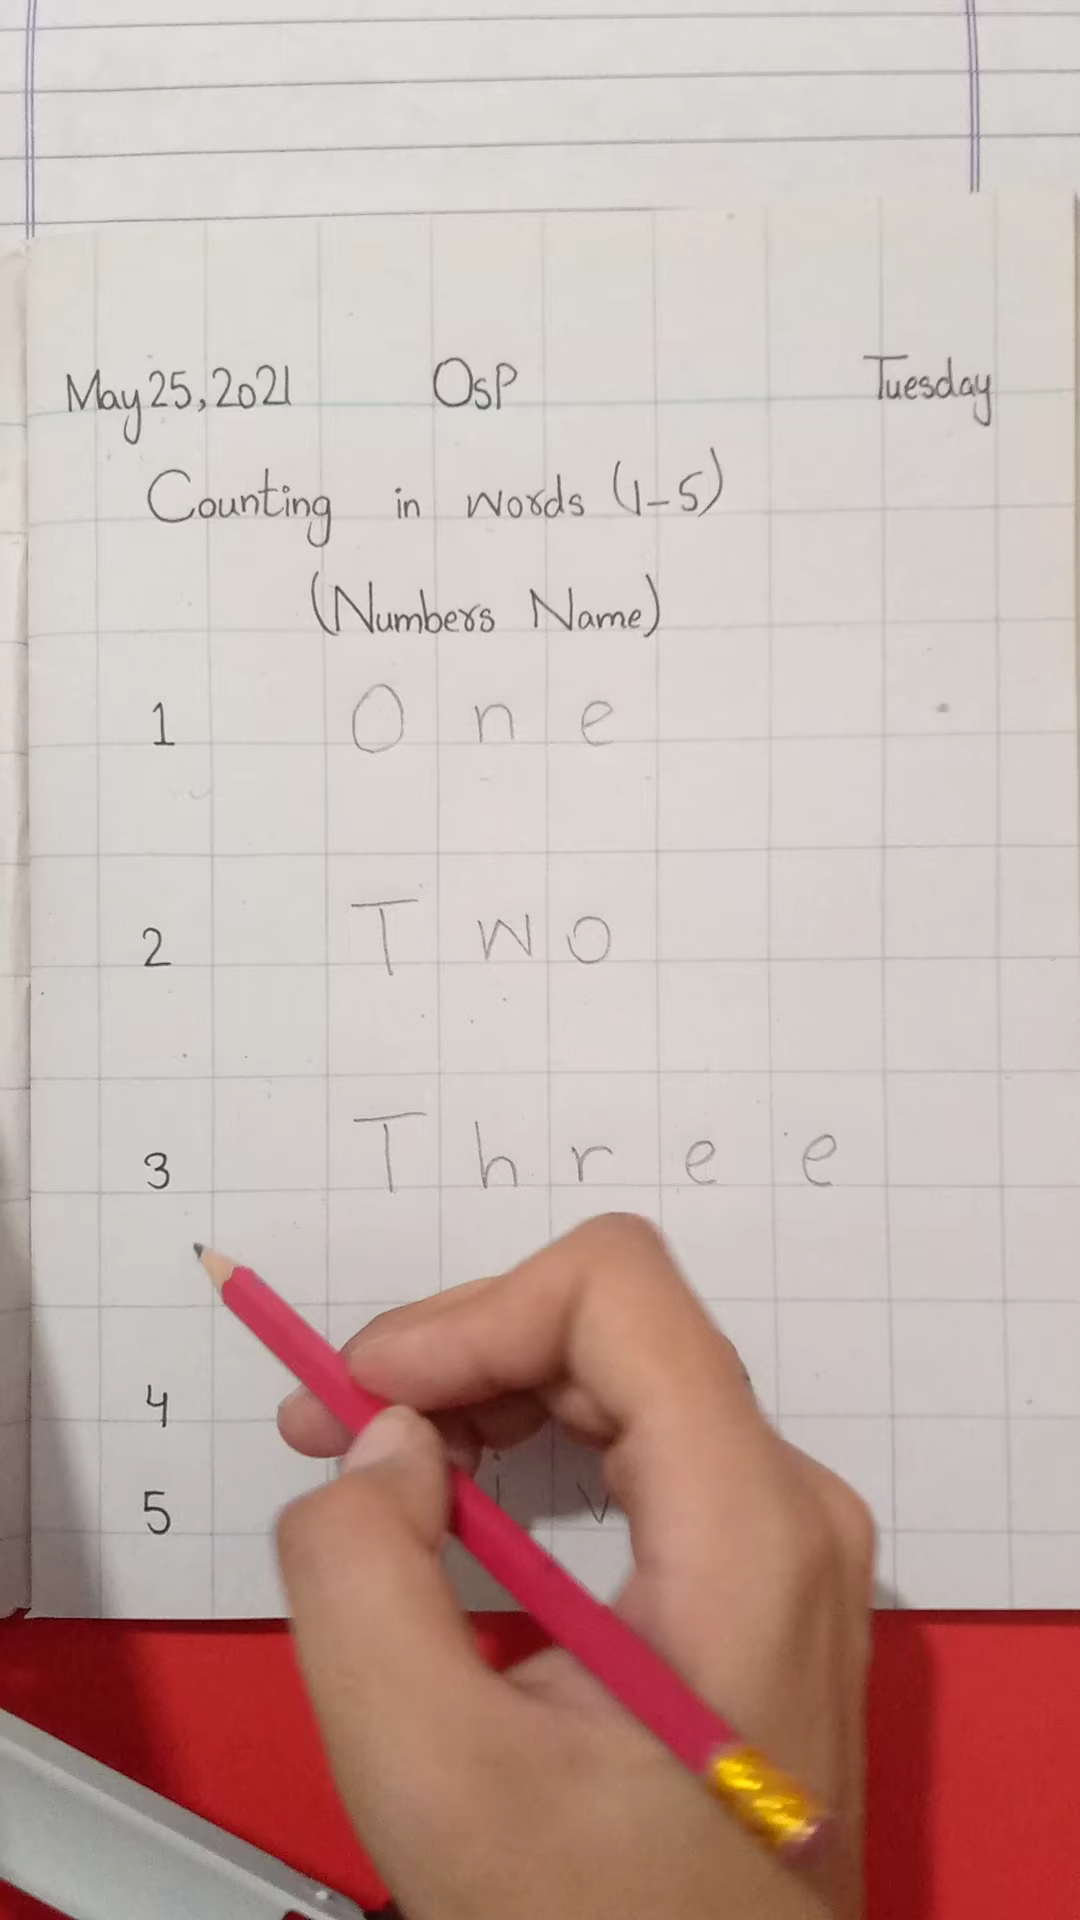 May 25, 2021 OsP Tuesday
Counting in words (1-5)
(Numbers Name)
1 One
2 Two
3 Three
4
5